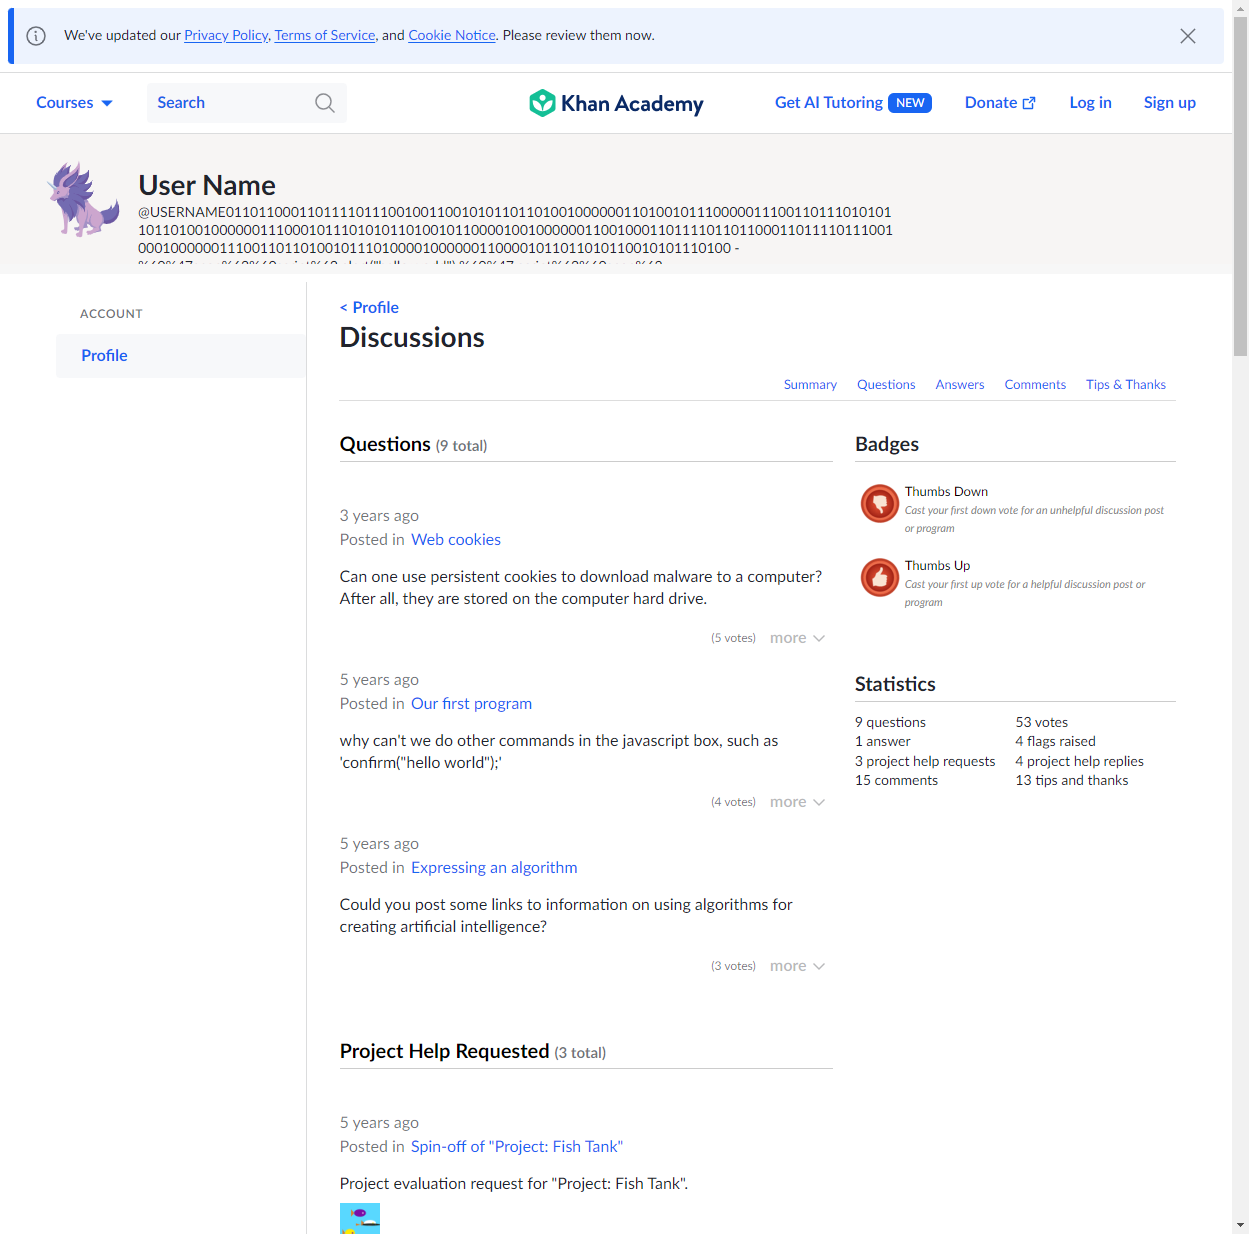 We've updated our Privacy Policy, Terms of Service, and Cookie Notice. Please review them now.
Courses
Search
Khan Academy
Get AI Tutoring NEW
Donate
Log in
Sign up
User Name
@USERNAME0110110001101111011100100110010101101101001000000110100101110000011100110111010101
10110100100000011100010111010101101001011000010010000001100100011011110110110001101111011100​1
0001000000111001101101001011101000010000001100001011011010110010101110100 -
ACCOUNT
Profile
< Profile
Discussions
Summary
Questions
Answers
Comments
Tips & Thanks
Questions (9 total)
3 years ago
Posted in Web cookies
Can one use persistent cookies to download malware to a computer?
After all, they are stored on the computer hard drive.
(5 votes) more
5 years ago
Posted in Our first program
why can't we do other commands in the javascript box, such as
'confirm("hello world");'
(4 votes) more
5 years ago
Posted in Expressing an algorithm
Could you post some links to information on using algorithms for
creating artificial intelligence?
(3 votes) more
Project Help Requested (3 total)
5 years ago
Posted in Spin-off of "Project: Fish Tank"
Project evaluation request for "Project: Fish Tank".
Badges
Thumbs Down
Cast your first down vote for an unhelpful discussion post
or program
Thumbs Up
Cast your first up vote for a helpful discussion post or
program
Statistics
9 questions
53 votes
1 answer
4 flags raised
3 project help requests
4 project help replies
15 comments
13 tips and thanks